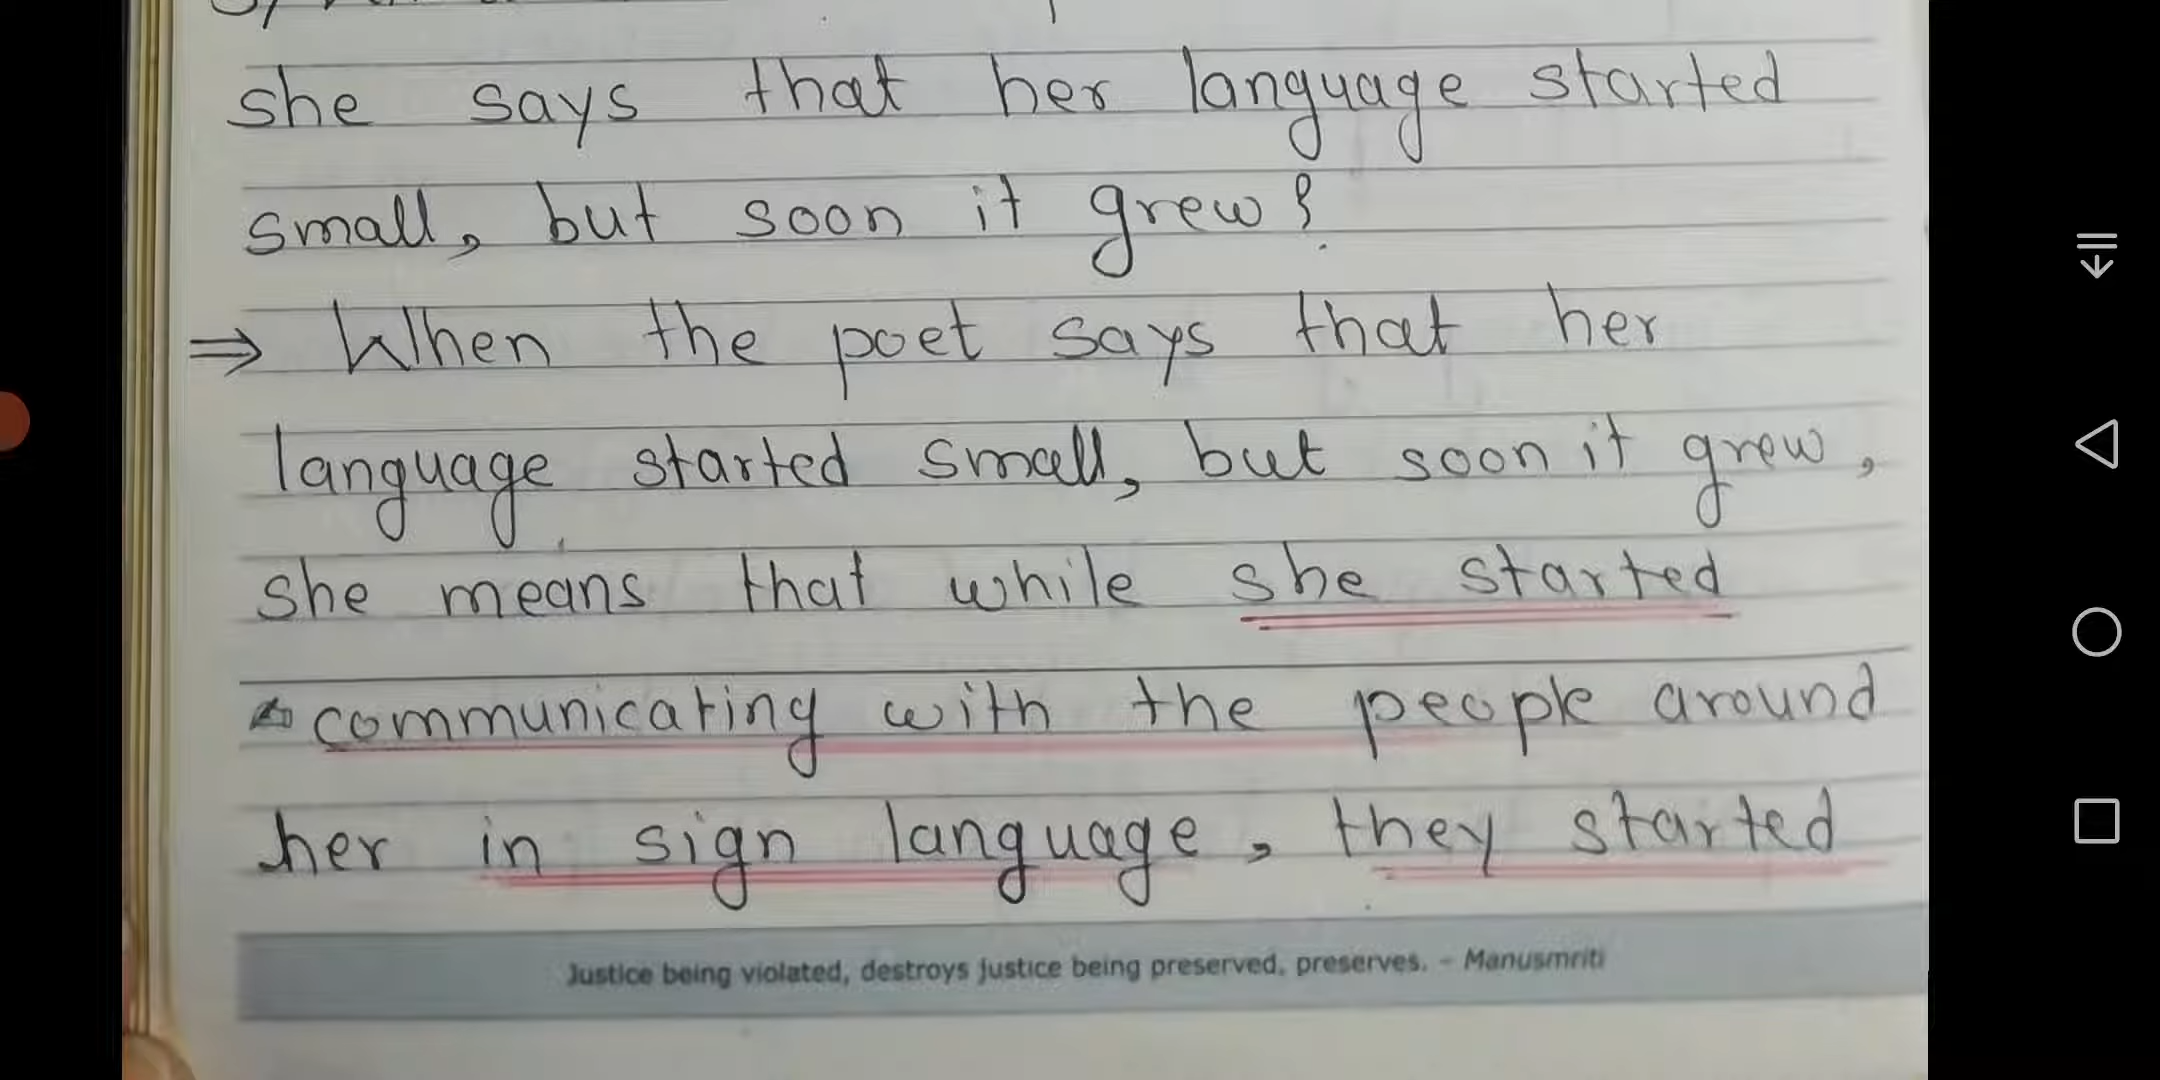 she says that her language started
small, but soon it grew?
⇒ When the poet says that her
language started small, but soon it grew,
she means that while she started
communicating with the people around
her in sign language, they started
Justice being violated, destroys justice being preserved, preserves. - Manusmriti